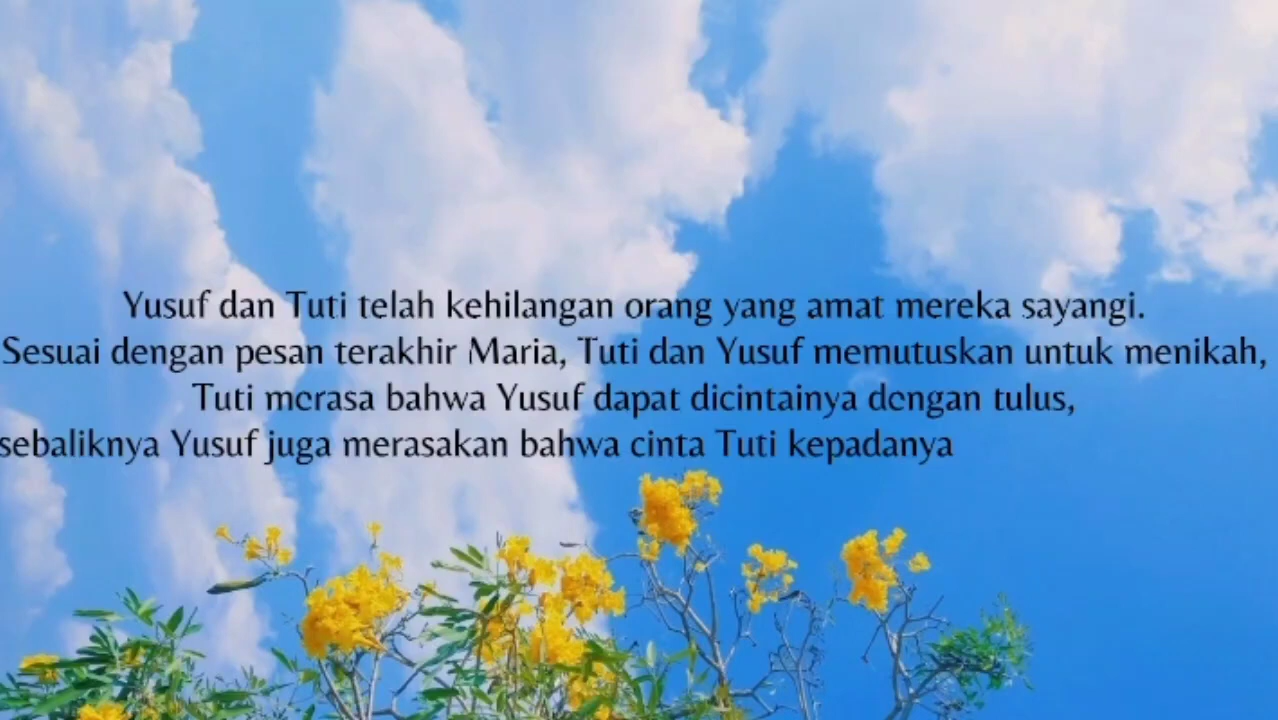 Yusuf dan Tuti telah kehilangan orang yang amat mereka sayangi.
Sesuai dengan pesan terakhir Maria, Tuti dan Yusuf memutuskan untuk menikah,
Tuti merasa bahwa Yusuf dapat dicintainya dengan tulus,
sebaliknya Yusuf juga merasakan bahwa cinta Tuti kepadanya